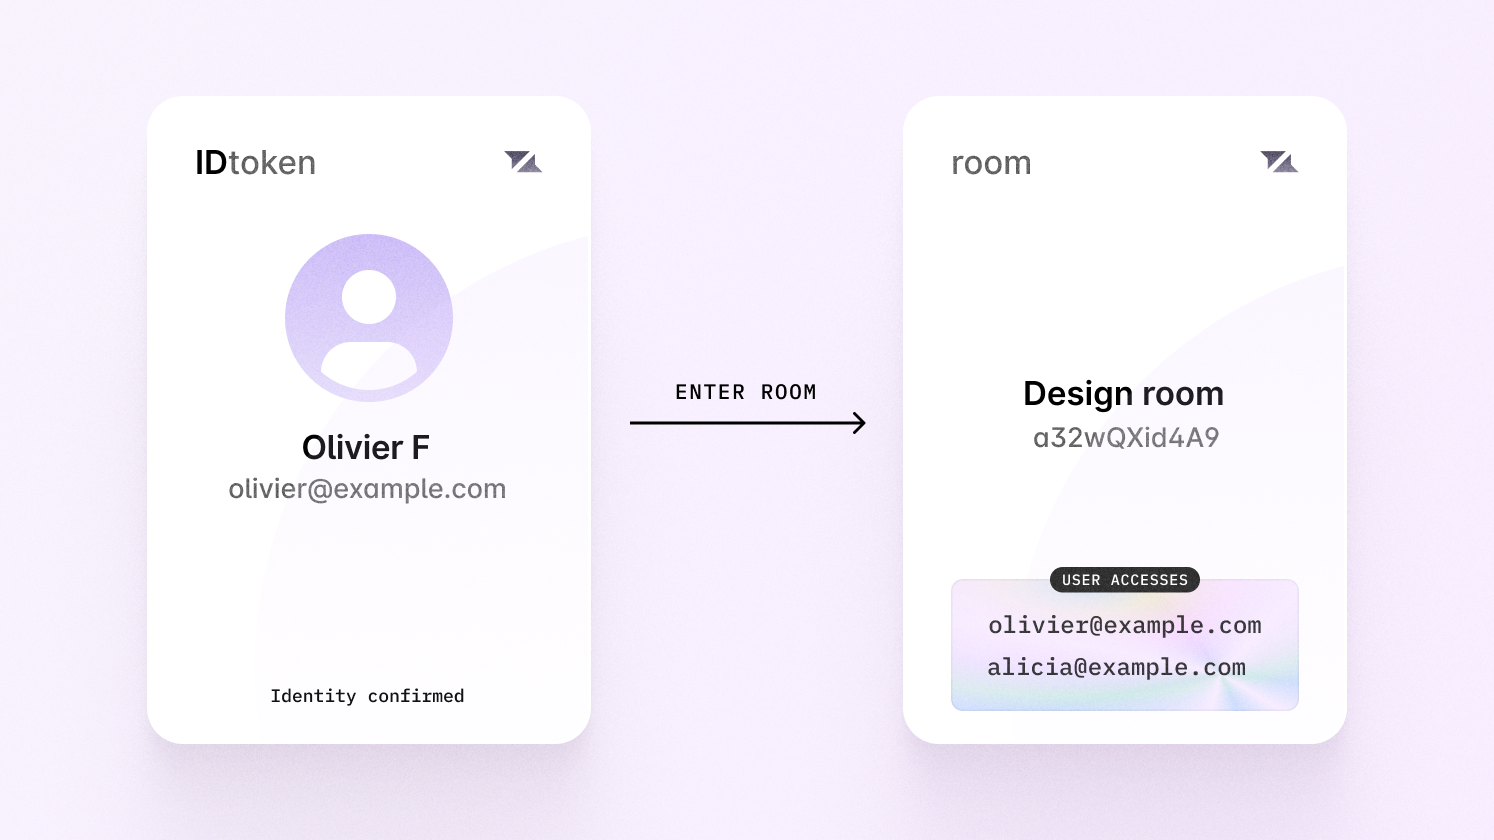 IDtoken
Olivier F
olivier@example.com
Identity confirmed
ENTER ROOM
room
Design room
a32wQXid4A9
USER ACCESSES
olivier@example.com
alicia@example.com